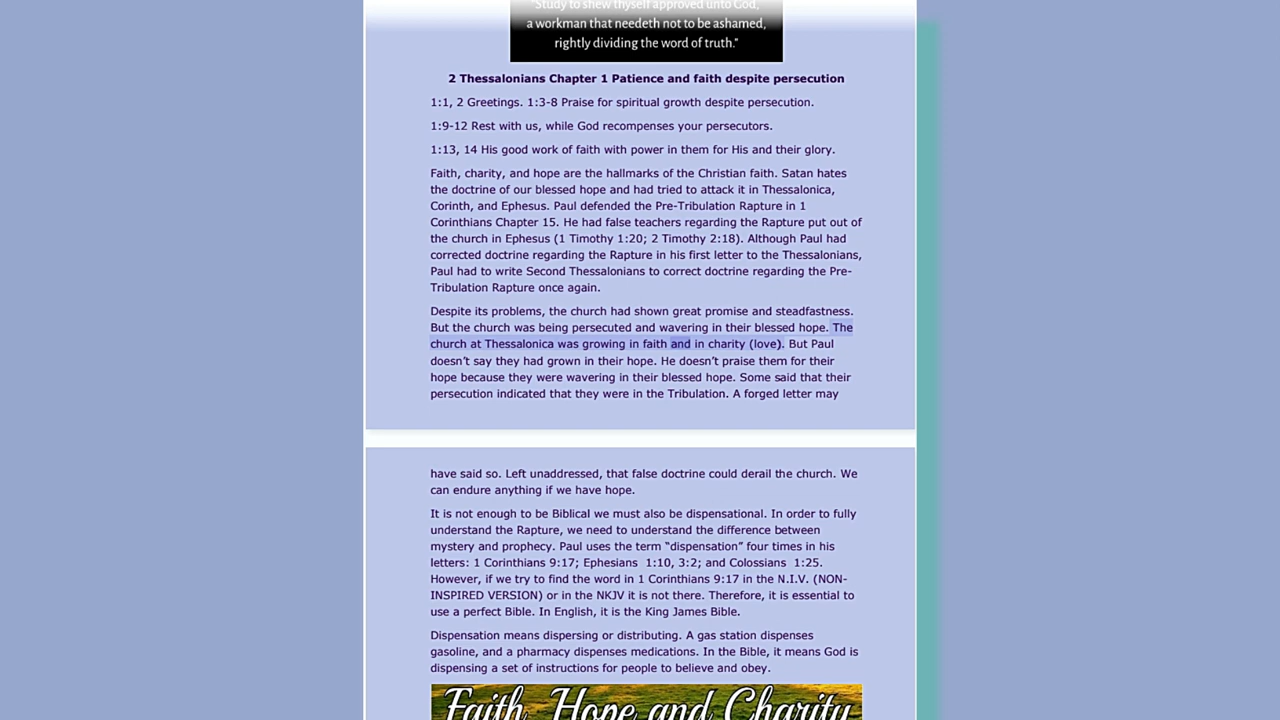 "Study to shew thyself approved unto God,
a workman that needeth not to be ashamed,
rightly dividing the word of truth."
2 Thessalonians Chapter 1 Patience and faith despite persecution
1:1, 2 Greetings. 1:3-8 Praise for spiritual growth despite persecution.
1:9-12 Rest with us, while God recompenses your persecutors.
1:13, 14 His good work of faith with power in them for His and their glory.
Faith, charity, and hope are the hallmarks of the Christian faith. Satan hates
the doctrine of our blessed hope and had tried to attack it in Thessalonica,
Corinth, and Ephesus. Paul defended the Pre-Tribulation Rapture in 1
Corinthians Chapter 15. He had false teachers regarding the Rapture put out of
the church in Ephesus (1 Timothy 1:20; 2 Timothy 2:18). Although Paul had
corrected doctrine regarding the Rapture in his first letter to the Thessalonians,
Paul had to write Second Thessalonians to correct doctrine regarding the Pre-
Tribulation Rapture once again.
Despite its problems, the church had shown great promise and steadfastness.
But the church was being persecuted and wavering in their blessed hope. The
church at Thessalonica was growing in faith and in charity (love). But Paul
doesn't say they had grown in their hope. He doesn't praise them for their
hope because they were wavering in their blessed hope. Some said that their
persecution indicated that they were in the Tribulation. A forged letter may
have said so. Left unaddressed, that false doctrine could derail the church. We
can endure anything if we have hope.
It is not enough to be Biblical we must also be dispensational. In order to fully
understand the Rapture, we need to understand the difference between
mystery and prophecy. Paul uses the term "dispensation" four times in his
letters: 1 Corinthians 9:17; Ephesians 1:10, 3:2; and Colossians 1:25.
However, if we try to find the word in 1 Corinthians 9:17 in the N.I.V. (NON-
INSPIRED VERSION) or in the NKJV it is not there. Therefore, it is essential to
use a perfect Bible. In English, it is the King James Bible.
Dispensation means dispersing or distributing. A gas station dispenses
gasoline, and a pharmacy dispenses medications. In the Bible, it means God is
dispensing a set of instructions for people to believe and obey.
Faith, Hope and Charity